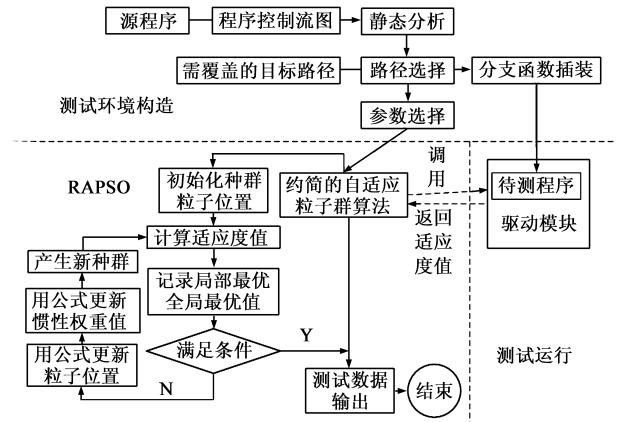 源程序
程序控制流图
静态分析
需覆盖的目标路径
路径选择
分支函数插装
测试环境构造
参数选择
RAPSO
初始化种群
粒子位置
约简的自适应
粒子群算法
调
用
待测程序
驱动模块
返回
适应
度值
计算适应度值
产生新种群
记录局部最优
全局最优值
用公式更新
惯性权重值
满足条件
Y
用公式更新
粒子位置
N
测试数据
输出
结束
测试运行